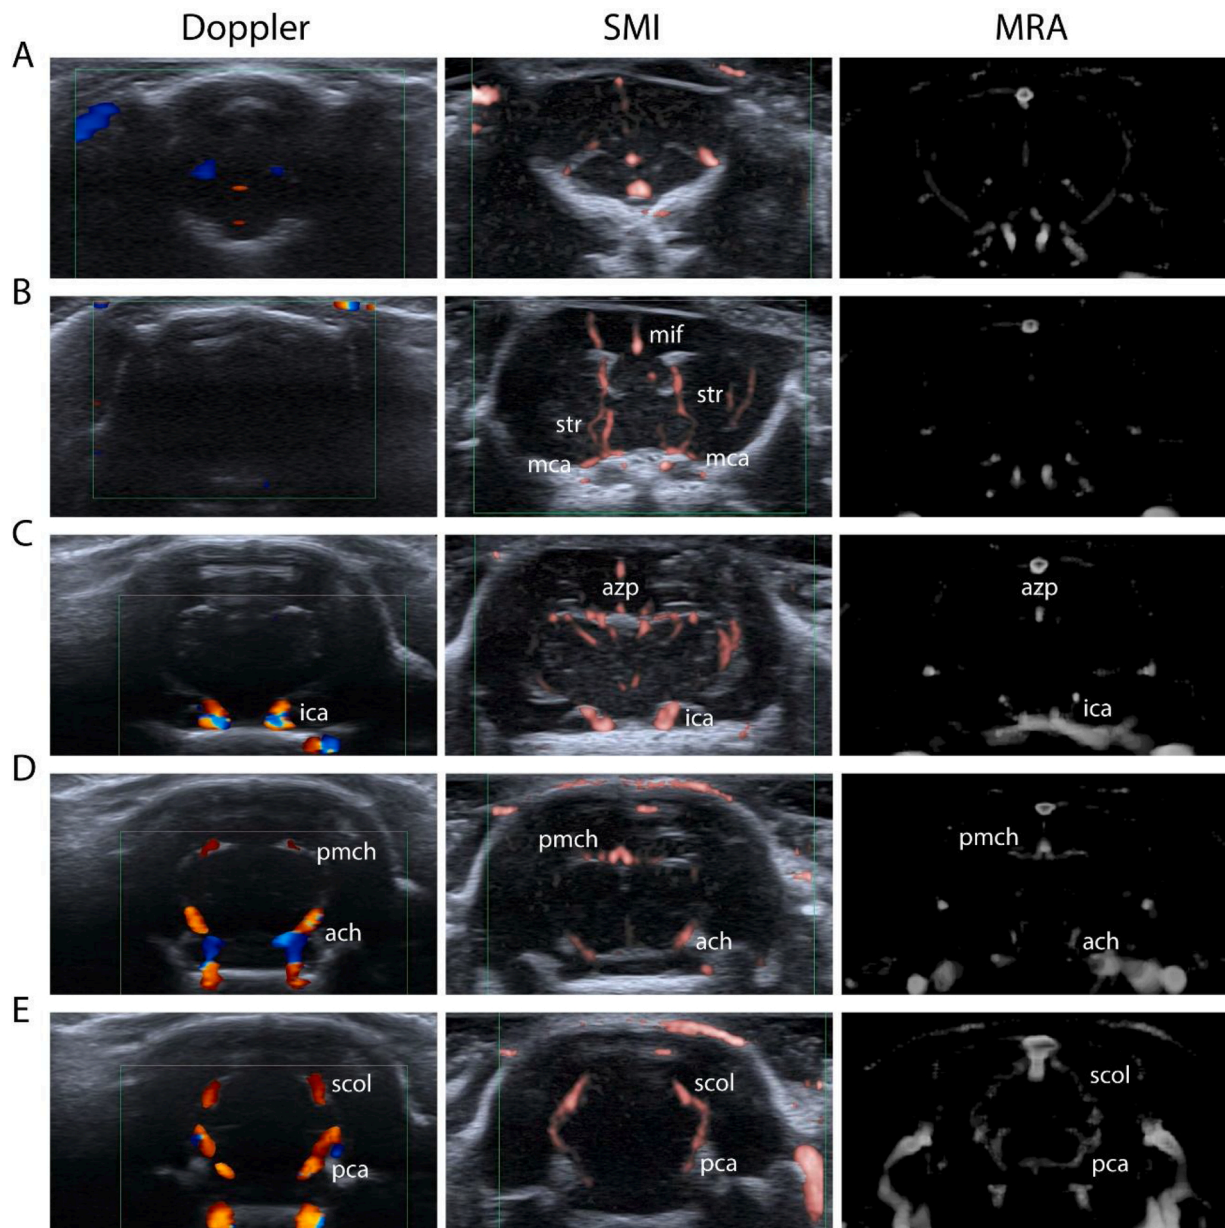 Doppler SMI MRA
A
B
mif
str
str
mca
mca
C
azp
azp
ica
ica
ica
D
pmch
pmch
pmch
ach
ach
ach
E
scol
scol
scol
pca
pca
pca